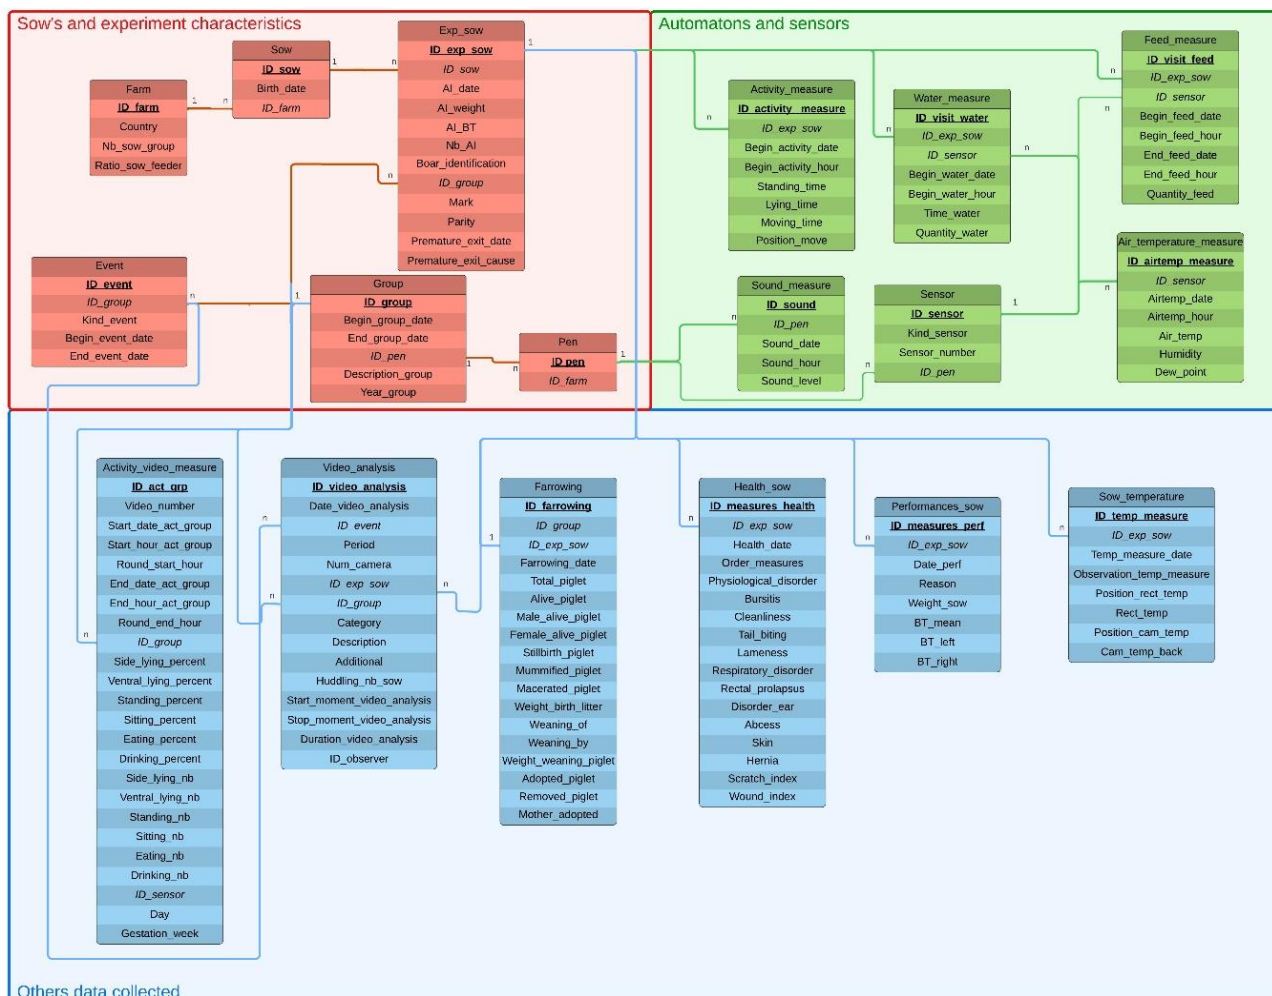 Sow's and experiment characteristics
Farm
ID_farm
Country
Nb_sow_group
Ratio_sow_feeder
1
n
Sow
ID_sow
Birth_date
ID_farm
1
n
Exp_sow
ID_exp_sow
ID_sow
AI_date
AI_weight
AI_BT
Nb_AI
Boar_identification
ID_group
Mark
Parity
Premature_exit_date
Premature_exit_cause
1
n
Event
ID_event
ID_group
Kind_event
Begin_event_date
End_event_date
n
1
Group
ID_group
Begin_group_date
End_group_date
ID_pen
Description_group
Year_group
1
n
Pen
ID_pen
ID_farm
1
Automatons and sensors
Activity_measure
ID_activity_measure
ID_exp_sow
Begin_activity_date
Begin_activity_hour
Standing_time
Lying_time
Moving_time
Position_move
n
Water_measure
ID_visit_water
ID_exp_sow
ID_sensor
Begin_water_date
Begin_water_hour
Time_water
Quantity_water
n
n
Feed_measure
ID_visit_feed
ID_exp_sow
ID_sensor
Begin_feed_date
Begin_feed_hour
End_feed_date
End_feed_hour
Quantity_feed
n
n
Sound_measure
ID_sound
ID_pen
Sound_date
Sound_hour
Sound_level
n
Sensor
ID_sensor
Kind_sensor
Sensor_number
ID_pen
n
1
Air_temperature_measure
ID_airtemp_measure
ID_sensor
Airtemp_date
Airtemp_hour
Air_temp
Humidity
Dew_point
n
Activity_video_measure
ID_act_grp
Video_number
Start_date_act_group
Start_hour_act_group
Round_start_hour
End_date_act_group
End_hour_act_group
Round_end_hour
ID_group
Side_lying_percent
Ventral_lying_percent
Standing_percent
Sitting_percent
Eating_percent
Drinking_percent
Side_lying_nb
Ventral_lying_nb
Standing_nb
Sitting_nb
Eating_nb
Drinking_nb
ID_sensor
Day
Gestation_week
n
Video_analysis
ID_video_analysis
Date_video_analysis
ID_event
Period
Num_camera
ID_exp_sow
ID_group
Category
Description
Additional
Huddling_nb_sow
Start_moment_video_analysis
Stop_moment_video_analysis
Duration_video_analysis
ID_observer
n
n
n
Farrowing
ID_farrowing
ID_group
ID_exp_sow
Farrowing_date
Total_piglet
Alive_piglet
Male_alive_piglet
Female_alive_piglet
Stillbirth_piglet
Mummified_piglet
Macerated_piglet
Weight_birth_litter
Weaning_of
Weaning_by
Weight_weaning_piglet
Adopted_piglet
Removed_piglet
Mother_adopted
1
Health_sow
ID_measures_health
ID_exp_sow
Health_date
Order_measures
Physiological_disorder
Bursitis
Cleanliness
Tail_biting
Lameness
Respiratory_disorder
Rectal_prolapsus
Disorder_ear
Abcess
Skin
Hernia
Scratch_index
Wound_index
n
Performances_sow
ID_measures_perf
ID_exp_sow
Date_perf
Reason
Weight_sow
BT_mean
BT_left
BT_right
n
Sow_temperature
ID_temp_measure
ID_exp_sow
Temp_measure_date
Observation_temp_measure
Position_rect_temp
Rect_temp
Position_cam_temp
Cam_temp_back
n
Others data collected